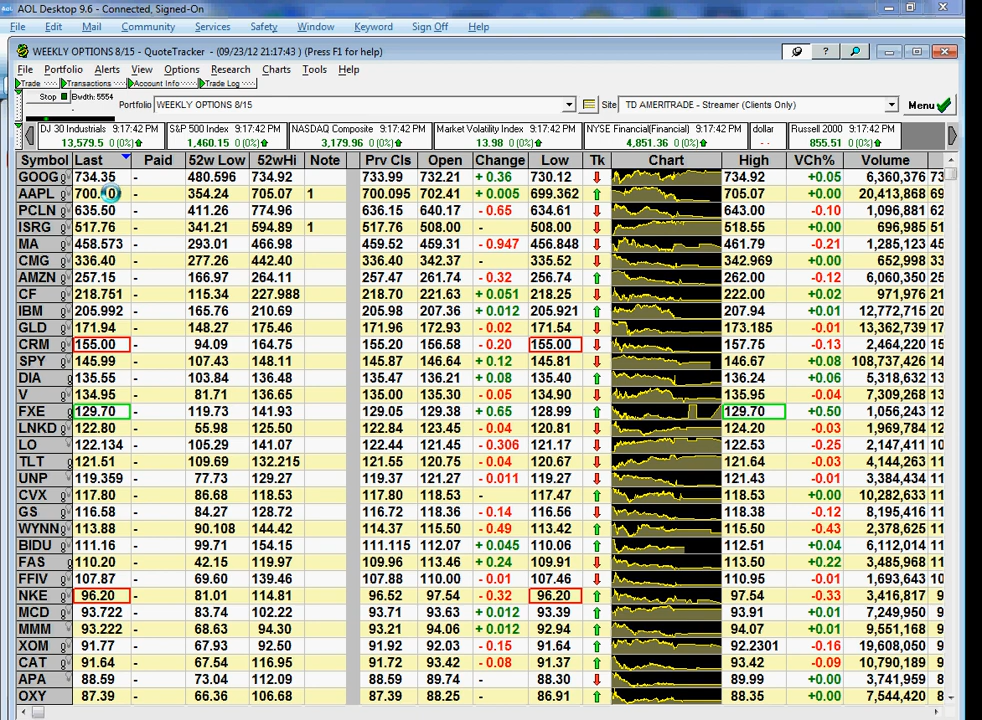 AOL Desktop 9.6 - Connected, Signed-On
File Edit Mail Community Services Safety Window Keyword Sign Off Help
WEEKLY OPTIONS 8/15 - QuoteTracker - (09/23/12 21:17:43 ) (Press F1 for help)
File Portfolio Alerts View Options Research Charts Tools Help
Trade Transactions Account Info Trade Log
Stop Bwdth: 5554
Portfolio WEEKLY OPTIONS 8/15 Site TD AMERITRADE - Streamer (Clients Only) Menu
DJ 30 Industrials 9:17:42 PM S&P 500 Index 9:17:42 PM NASDAQ Composite 9:17:42 PM Market Volatility Index 9:17:42 PM NYSE Financial(Financial) 9:17:42 PM dollar Russell 2000 9:17:42 PM
13,579.5 0 (0%) 1,460.15 0 (0%) 3,179.96 0 (0%) 13.98 0 (0%) 4,851.36 0 (0%) - 855.51 0 (0%)
Symbol Last Paid 52w Low 52wHi Note Prv Cls Open Change Low Tk Chart High VCh% Volume
GOOG 734.35 - 480.596 734.92 733.99 732.21 + 0.36 730.12 734.92 +0.05 6,360,376 73
AAPL 700. - 354.24 705.07 1 700.095 702.41 + 0.005 699.362 705.07 +0.00 20,413,868 70
PCLN 635.50 - 411.26 774.96 636.15 640.17 - 0.65 634.61 643.00 -0.10 1,096,881 62
ISRG 517.76 - 341.21 594.89 1 517.76 508.00 - 508.00 518.55 +0.00 696,985 51
MA 458.573 - 293.01 466.98 459.52 459.31 - 0.947 456.848 461.79 -0.21 1,285,123 45
CMG 336.40 - 277.26 442.40 336.40 342.37 - 335.52 342.969 +0.00 652,998 33
AMZN 257.15 - 166.97 264.11 257.47 261.74 - 0.32 256.74 262.00 -0.12 6,060,350 25
CF 218.751 - 115.34 227.988 218.70 221.63 + 0.051 218.25 222.00 +0.02 971,976 21
IBM 205.992 - 165.76 210.69 205.98 207.36 + 0.012 205.921 207.94 +0.01 12,772,715 20
GLD 171.94 - 148.27 175.46 171.96 172.93 - 0.02 171.54 173.185 -0.01 13,362,739 17
CRM 155.00 - 94.09 164.75 155.20 156.58 - 0.20 155.00 157.75 -0.13 2,464,220 15
SPY 145.99 - 107.43 148.11 145.87 146.64 + 0.12 145.81 146.67 +0.08 108,737,426 14
DIA 135.55 - 103.84 136.48 135.47 136.21 + 0.08 135.40 136.24 +0.06 5,318,632 13
V 134.95 - 81.71 136.65 135.00 135.30 - 0.05 134.90 135.95 -0.04 7,309,268 13
FXE 129.70 - 119.73 141.93 129.05 129.38 + 0.65 128.99 129.70 +0.50 1,056,243 12
LNKD 122.80 - 55.98 125.50 122.84 123.45 - 0.04 120.81 124.20 -0.03 1,969,784 12
LO 122.134 - 105.29 141.07 122.44 121.45 - 0.306 121.17 122.53 -0.25 2,147,411 12
TLT 121.51 - 109.69 132.215 121.55 120.75 - 0.04 120.67 121.64 -0.03 4,144,263 12
UNP 119.359 - 77.73 129.27 119.37 121.27 - 0.011 119.27 121.43 -0.01 3,384,434 11
CVX 117.80 - 86.68 118.53 117.80 118.00 - 117.47 118.53 +0.00 10,282,633 11
GS 116.58 - 84.27 128.72 116.72 118.36 - 0.14 116.56 118.38 -0.12 8,195,416 11
WYNN 113.88 - 90.108 144.42 114.37 115.50 - 0.49 113.42 115.50 -0.43 2,378,625 11
BIDU 111.16 - 99.71 154.15 111.115 112.07 + 0.045 110.06 112.51 +0.04 6,112,014 11
FAS 110.20 - 42.15 119.97 109.96 113.46 + 0.24 109.91 113.50 +0.22 3,485,968 11
FFIV 107.87 - 69.60 139.46 107.88 110.00 - 0.01 107.46 110.95 -0.01 1,693,643 10
NKE 96.20 - 81.01 114.81 96.52 97.54 - 0.32 96.20 97.54 -0.33 3,416,817 9
MCD 93.722 - 83.74 102.22 93.71 93.63 + 0.012 93.39 93.91 +0.01 7,249,950 9
MMM 93.222 - 68.63 94.30 93.21 94.06 + 0.012 92.94 94.07 +0.01 9,551,168 9
XOM 91.77 - 67.93 92.50 91.92 92.03 - 0.15 91.64 92.2301 -0.16 19,608,050 9
CAT 91.64 - 67.54 116.95 91.72 93.42 - 0.08 91.37 93.42 -0.09 10,790,189 9
APA 88.59 - 73.04 112.09 88.59 89.74 - 88.30 89.99 +0.00 3,741,959 8
OXY 87.39 - 66.36 106.68 87.39 88.25 - 86.91 88.35 +0.00 7,544,420 8